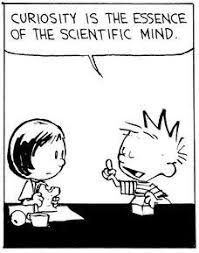 CURIOSITY IS THE ESSENCE
OF THE SCIENTIFIC MIND.